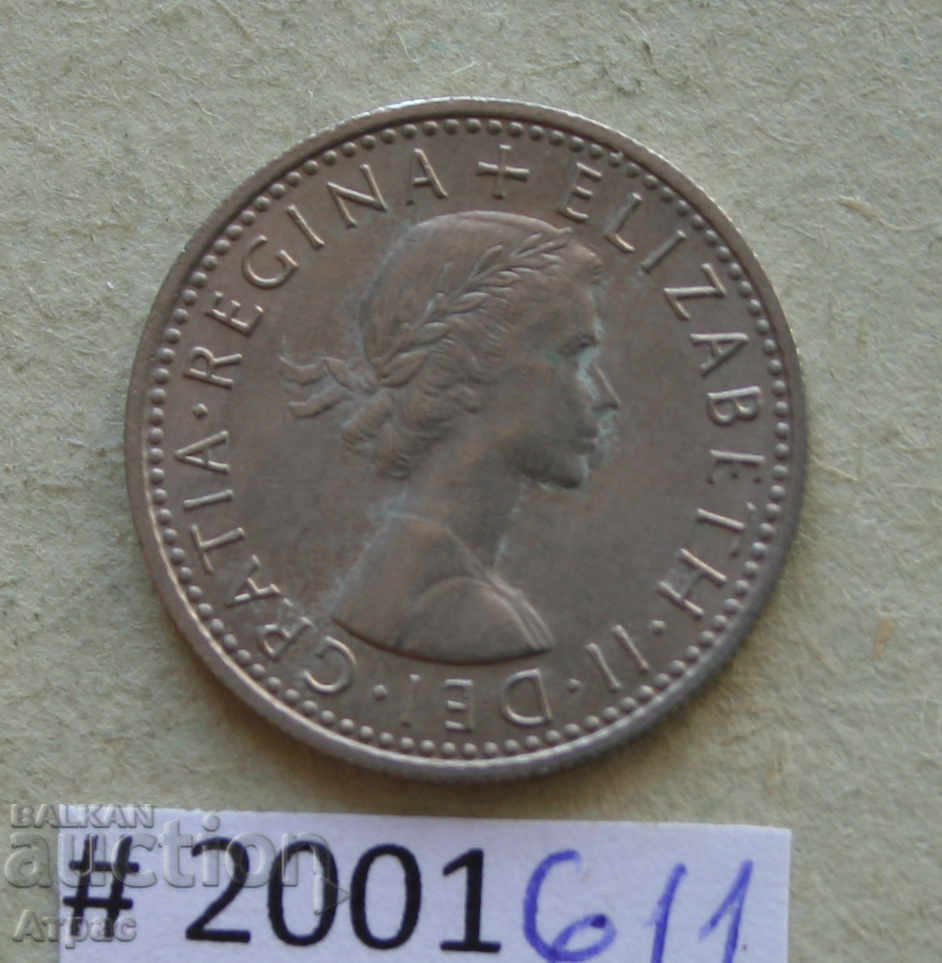 + ELIZABETH · II · DEI · GRATIA · REGINA
BALKAN
auction
# 2001611
Атрас